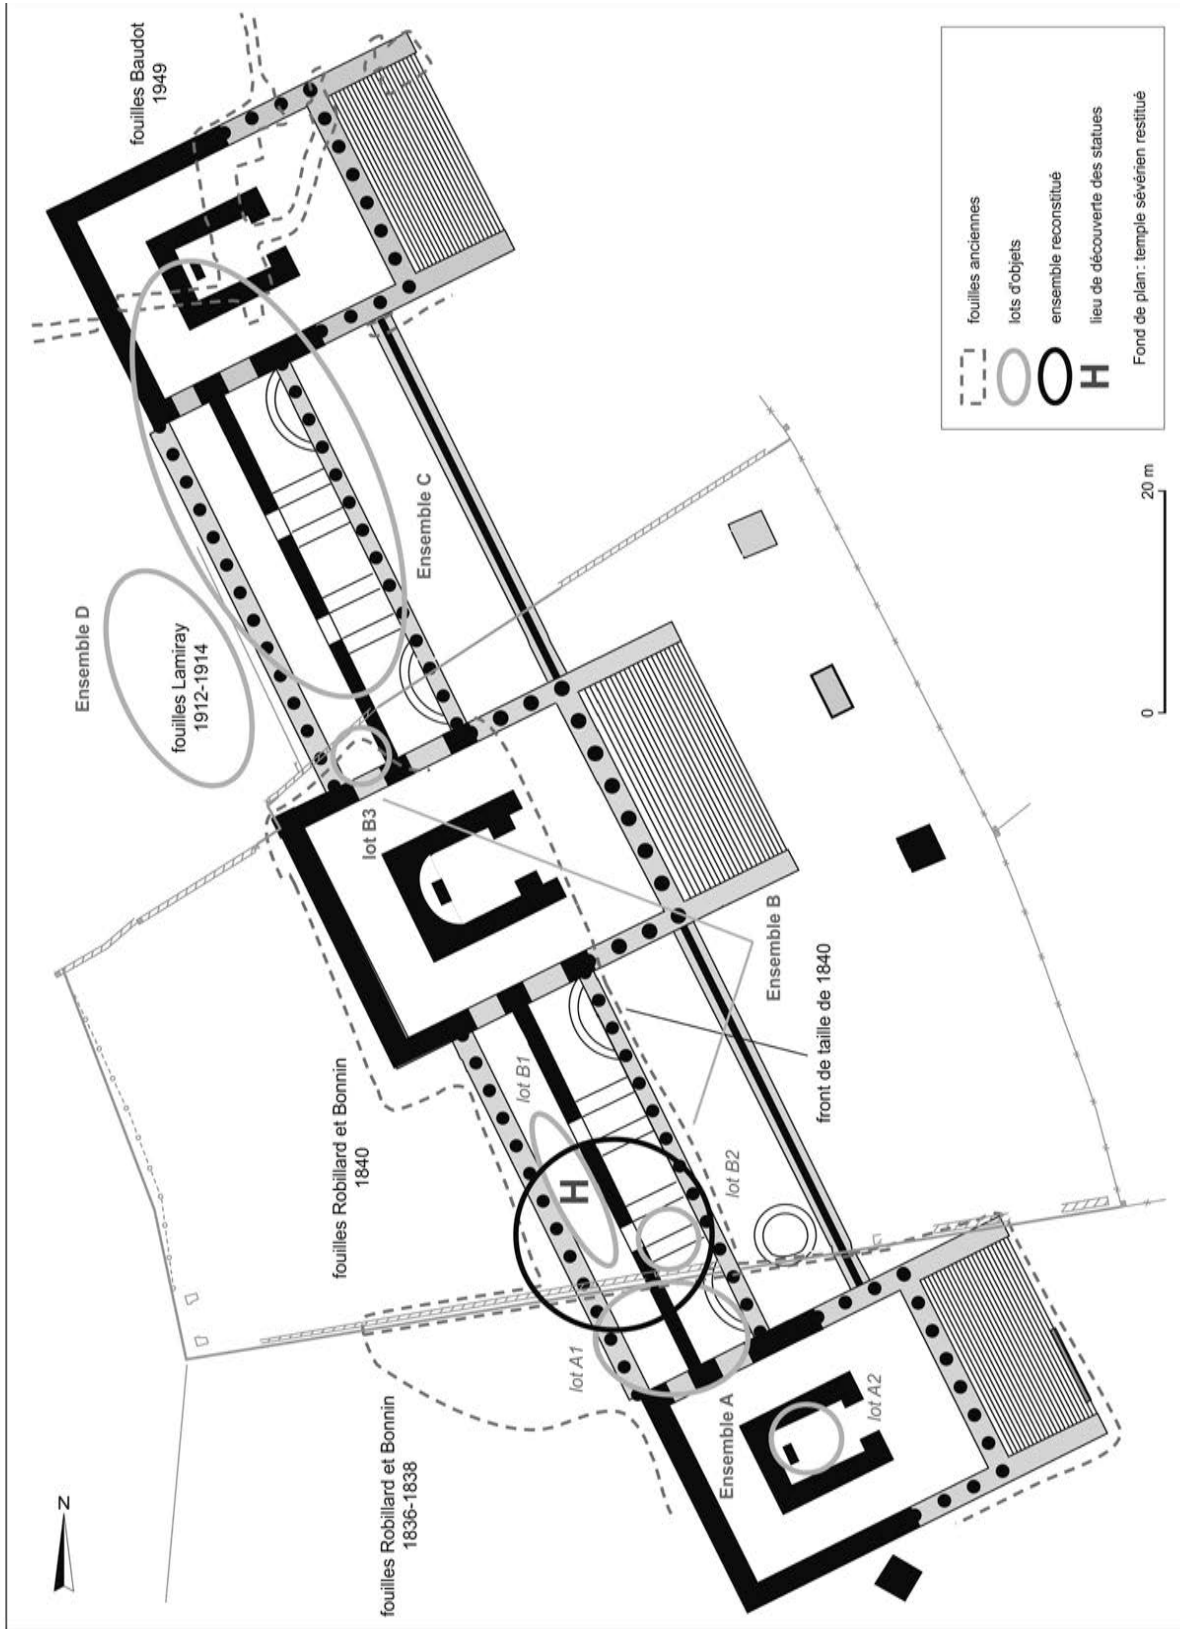 fouilles Baudot
1949
Ensemble D
fouilles Lamiray
1912-1914
Ensemble C
lot B3
Ensemble B
front de taille de 1840
fouilles Robillard et Bonnin
1840
lot B1
H
lot B2
lot A1
Ensemble A
lot A2
fouilles Robillard et Bonnin
1836-1838
N
0 20 m
fouilles anciennes
lots d'objets
ensemble reconstitué
H lieu de découverte des statues
Fond de plan : temple sévérien restitué